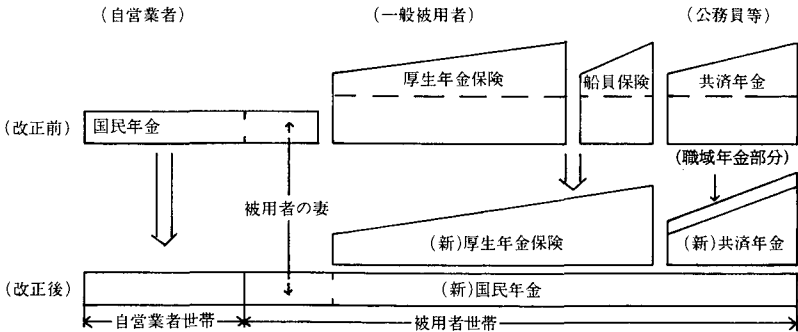 (自営業者)
(一般被用者)
(公務員等)
厚生年金保険
船員保険
共済年金
(改正前)
国民年金
(職域年金部分)
被用者の妻
(新)厚生年金保険
(新)共済年金
(改正後)
(新)国民年金
自営業者世帯
被用者世帯